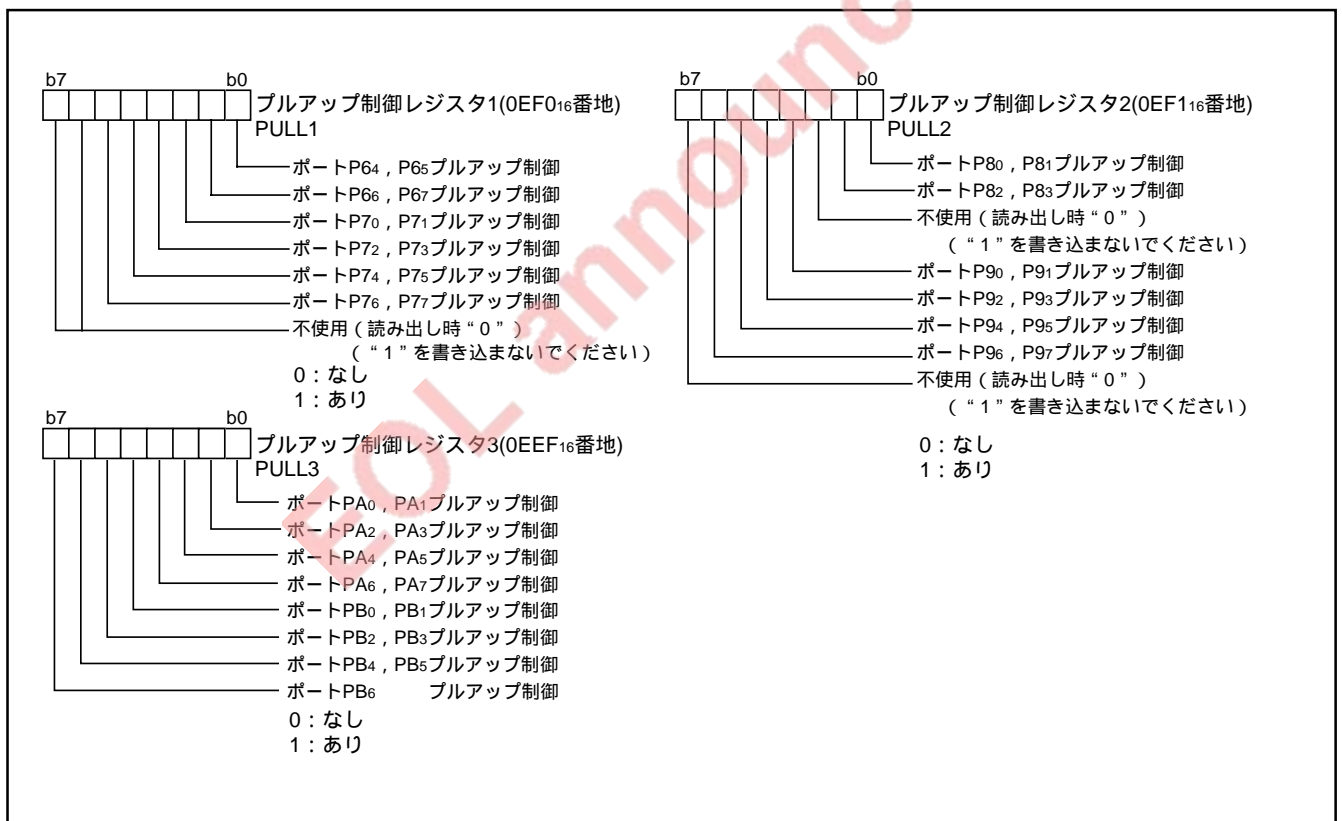 b7 b0
プルアップ制御レジスタ1(0EF016番地)
PULL1
ポートP64，P65プルアップ制御
ポートP66，P67プルアップ制御
ポートP70，P71プルアップ制御
ポートP72，P73プルアップ制御
ポートP74，P75プルアップ制御
ポートP76，P77プルアップ制御
不使用（読み出し時“0”）
（“1”を書き込まないでください）
0：なし
1：あり
b7 b0
プルアップ制御レジスタ2(0EF116番地)
PULL2
ポートP80，P81プルアップ制御
ポートP82，P83プルアップ制御
不使用（読み出し時“0”）
（“1”を書き込まないでください）
ポートP90，P91プルアップ制御
ポートP92，P93プルアップ制御
ポートP94，P95プルアップ制御
ポートP96，P97プルアップ制御
不使用（読み出し時“0”）
（“1”を書き込まないでください）
0：なし
1：あり
b7 b0
プルアップ制御レジスタ3(0EEF16番地)
PULL3
ポートPA0，PA1プルアップ制御
ポートPA2，PA3プルアップ制御
ポートPA4，PA5プルアップ制御
ポートPA6，PA7プルアップ制御
ポートPB0，PB1プルアップ制御
ポートPB2，PB3プルアップ制御
ポートPB4，PB5プルアップ制御
ポートPB6 プルアップ制御
0：なし
1：あり
EOL announc